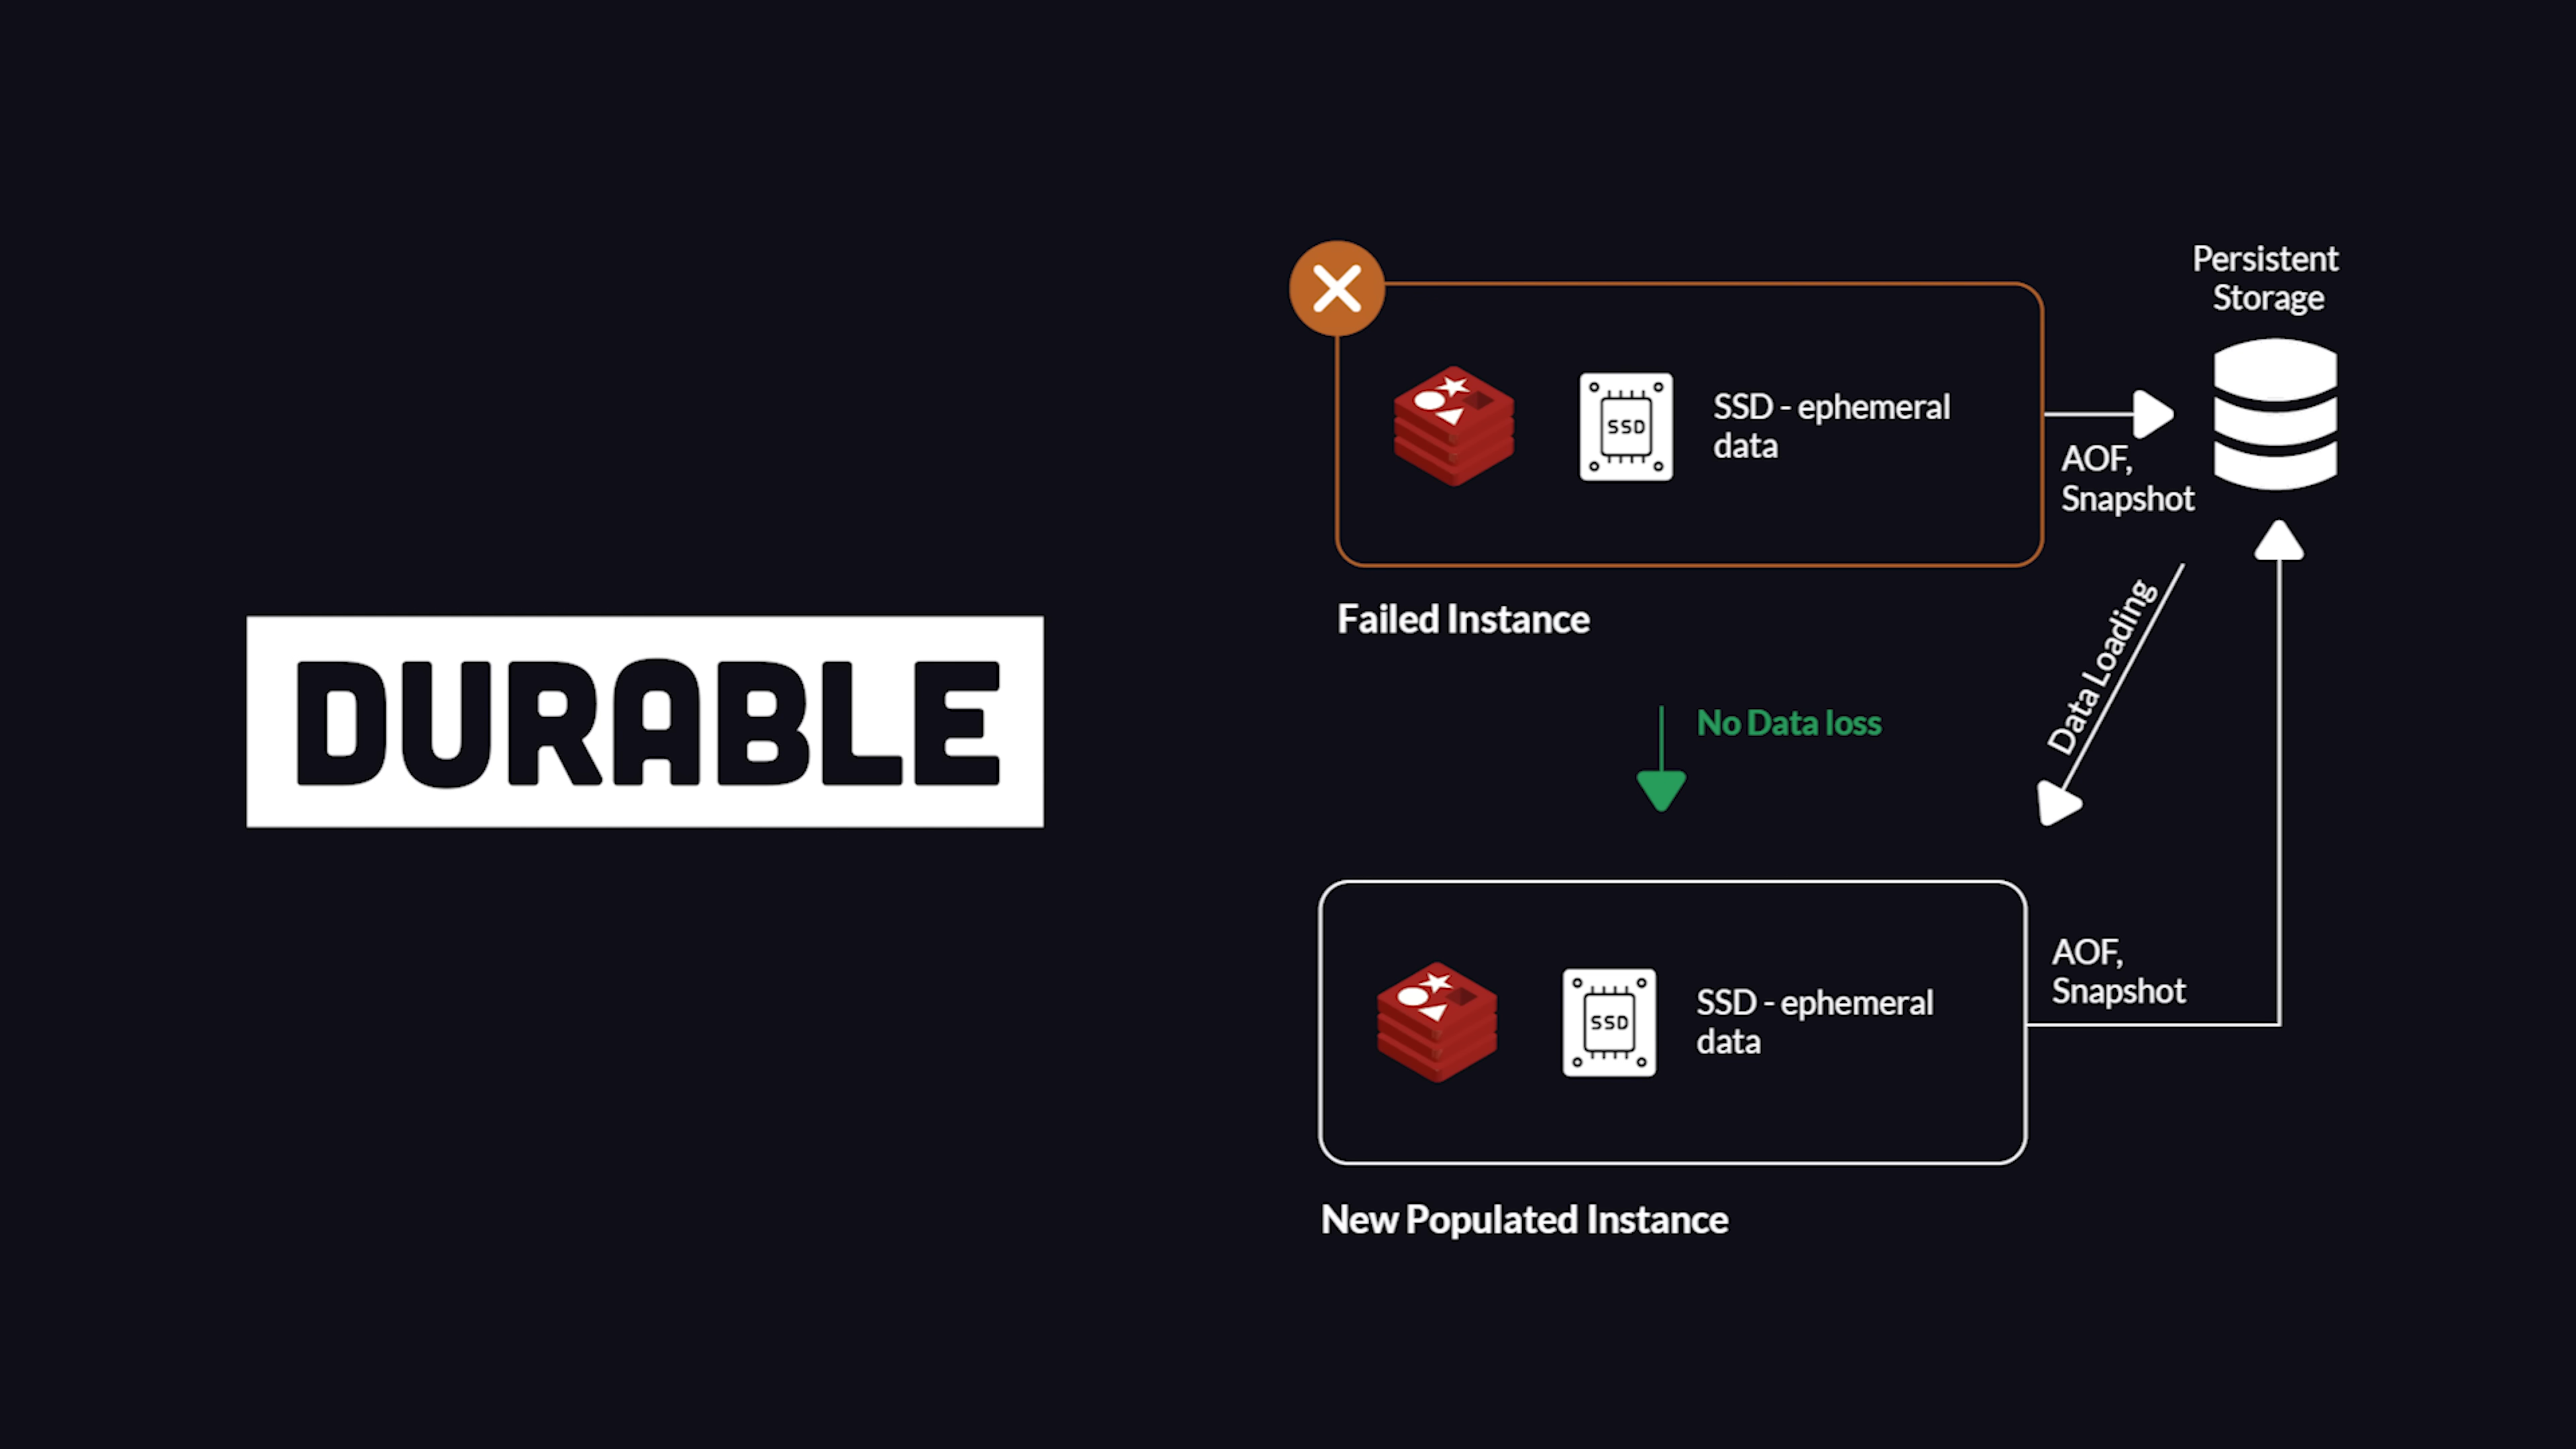 DURABLE
Persistent
Storage
SSD
SSD - ephemeral
data
AOF,
Snapshot
Failed Instance
No Data loss
Data Loading
SSD
SSD - ephemeral
data
AOF,
Snapshot
New Populated Instance